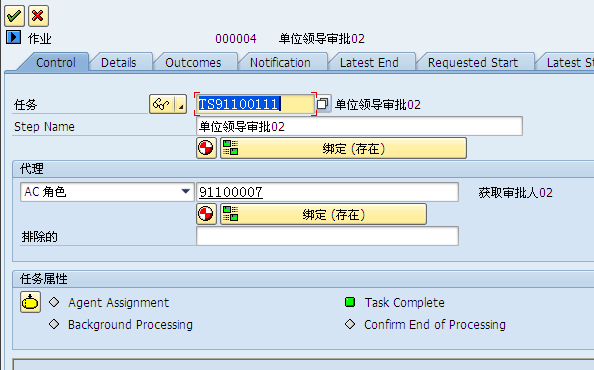 作业 000004 单位领导审批02
Control Details Outcomes Notification Latest End Requested Start Latest St
任务 TS91100111 单位领导审批02
Step Name 单位领导审批02
绑定 (存在)
代理
AC 角色 91100007 获取审批人02
绑定 (存在)
排除的
任务属性
Agent Assignment Task Complete
Background Processing Confirm End of Processing